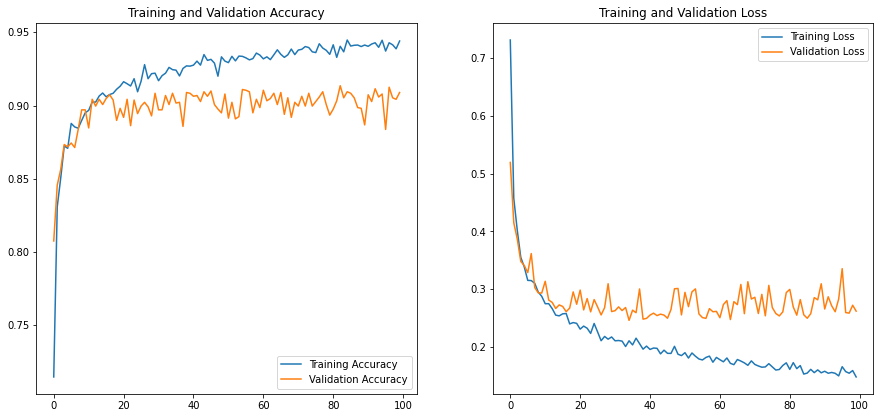 Training and Validation Accuracy
0.95
0.90
0.85
0.80
0.75
0 20 40 60 80 100
Training Accuracy
Validation Accuracy
Training and Validation Loss
0.7
0.6
0.5
0.4
0.3
0.2
0 20 40 60 80 100
Training Loss
Validation Loss